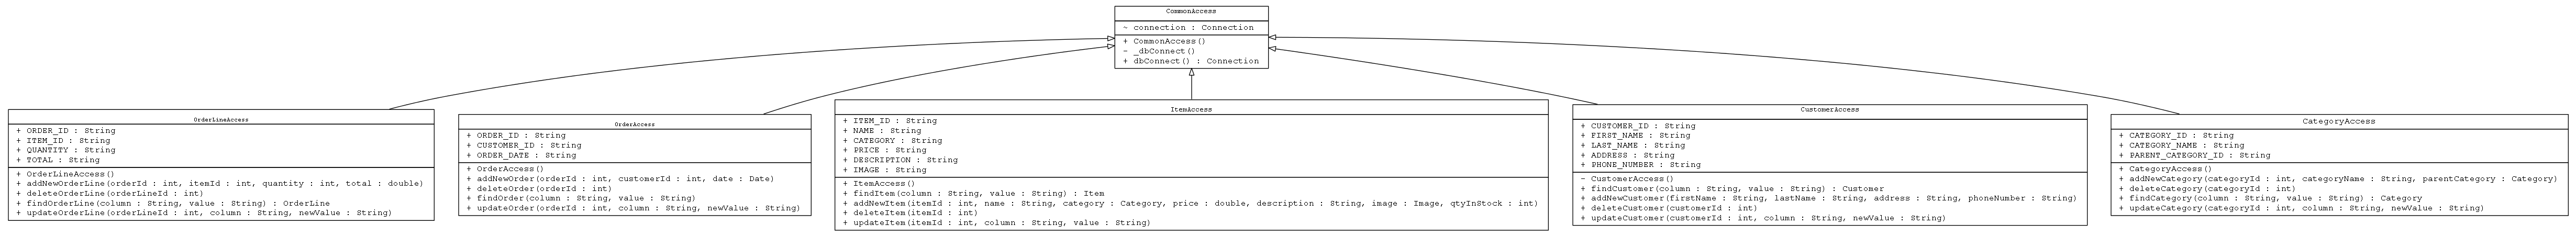 CommonAccess
~ connection : Connection
+ CommonAccess()
- _dbConnect()
+ dbConnect() : Connection
OrderLineAccess
+ ORDER_ID : String
+ ITEM_ID : String
+ QUANTITY : String
+ TOTAL : String
+ OrderLineAccess()
+ addNewOrderLine(orderId : int, itemId : int, quantity : int, total : double)
+ deleteOrderLine(orderLineId : int)
+ findOrderLine(column : String, value : String) : OrderLine
+ updateOrderLine(orderLineId : int, column : String, newValue : String)
OrderAccess
+ ORDER_ID : String
+ CUSTOMER_ID : String
+ ORDER_DATE : String
+ OrderAccess()
+ addNewOrder(orderId : int, customerId : int, date : Date)
+ deleteOrder(orderId : int)
+ findOrder(column : String, value : String)
+ updateOrder(orderId : int, column : String, newValue : String)
ItemAccess
+ ITEM_ID : String
+ NAME : String
+ CATEGORY : String
+ PRICE : String
+ DESCRIPTION : String
+ IMAGE : String
+ ItemAccess()
+ findItem(column : String, value : String) : Item
+ addNewItem(itemId : int, name : String, category : Category, price : double, description : String, image : Image, qtyInStock : int)
+ deleteItem(itemId : int)
+ updateItem(itemId : int, column : String, value : String)
CustomerAccess
+ CUSTOMER_ID : String
+ FIRST_NAME : String
+ LAST_NAME : String
+ ADDRESS : String
+ PHONE_NUMBER : String
- CustomerAccess()
+ findCustomer(column : String, value : String) : Customer
+ addNewCustomer(firstName : String, lastName : String, address : String, phoneNumber : String)
+ deleteCustomer(customerId : int)
+ updateCustomer(customerId : int, column : String, newValue : String)
CategoryAccess
+ CATEGORY_ID : String
+ CATEGORY_NAME : String
+ PARENT_CATEGORY_ID : String
+ CategoryAccess()
+ addNewCategory(categoryId : int, categoryName : String, parentCategory : Category)
+ deleteCategory(categoryId : int)
+ findCategory(column : String, value : String) : Category
+ updateCategory(categoryId : int, column : String, newValue : String)